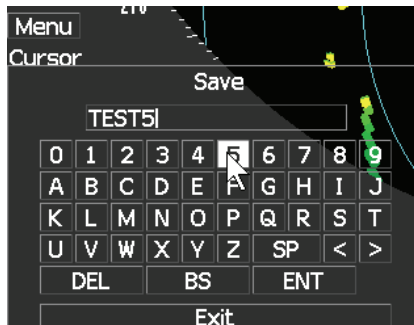 210
Menu
Cursor
Save
TEST5
0 1 2 3 4 5 6 7 8 9
A B C D E F G H I J
K L M N O P Q R S T
U V W X Y Z SP < >
DEL BS ENT
Exit